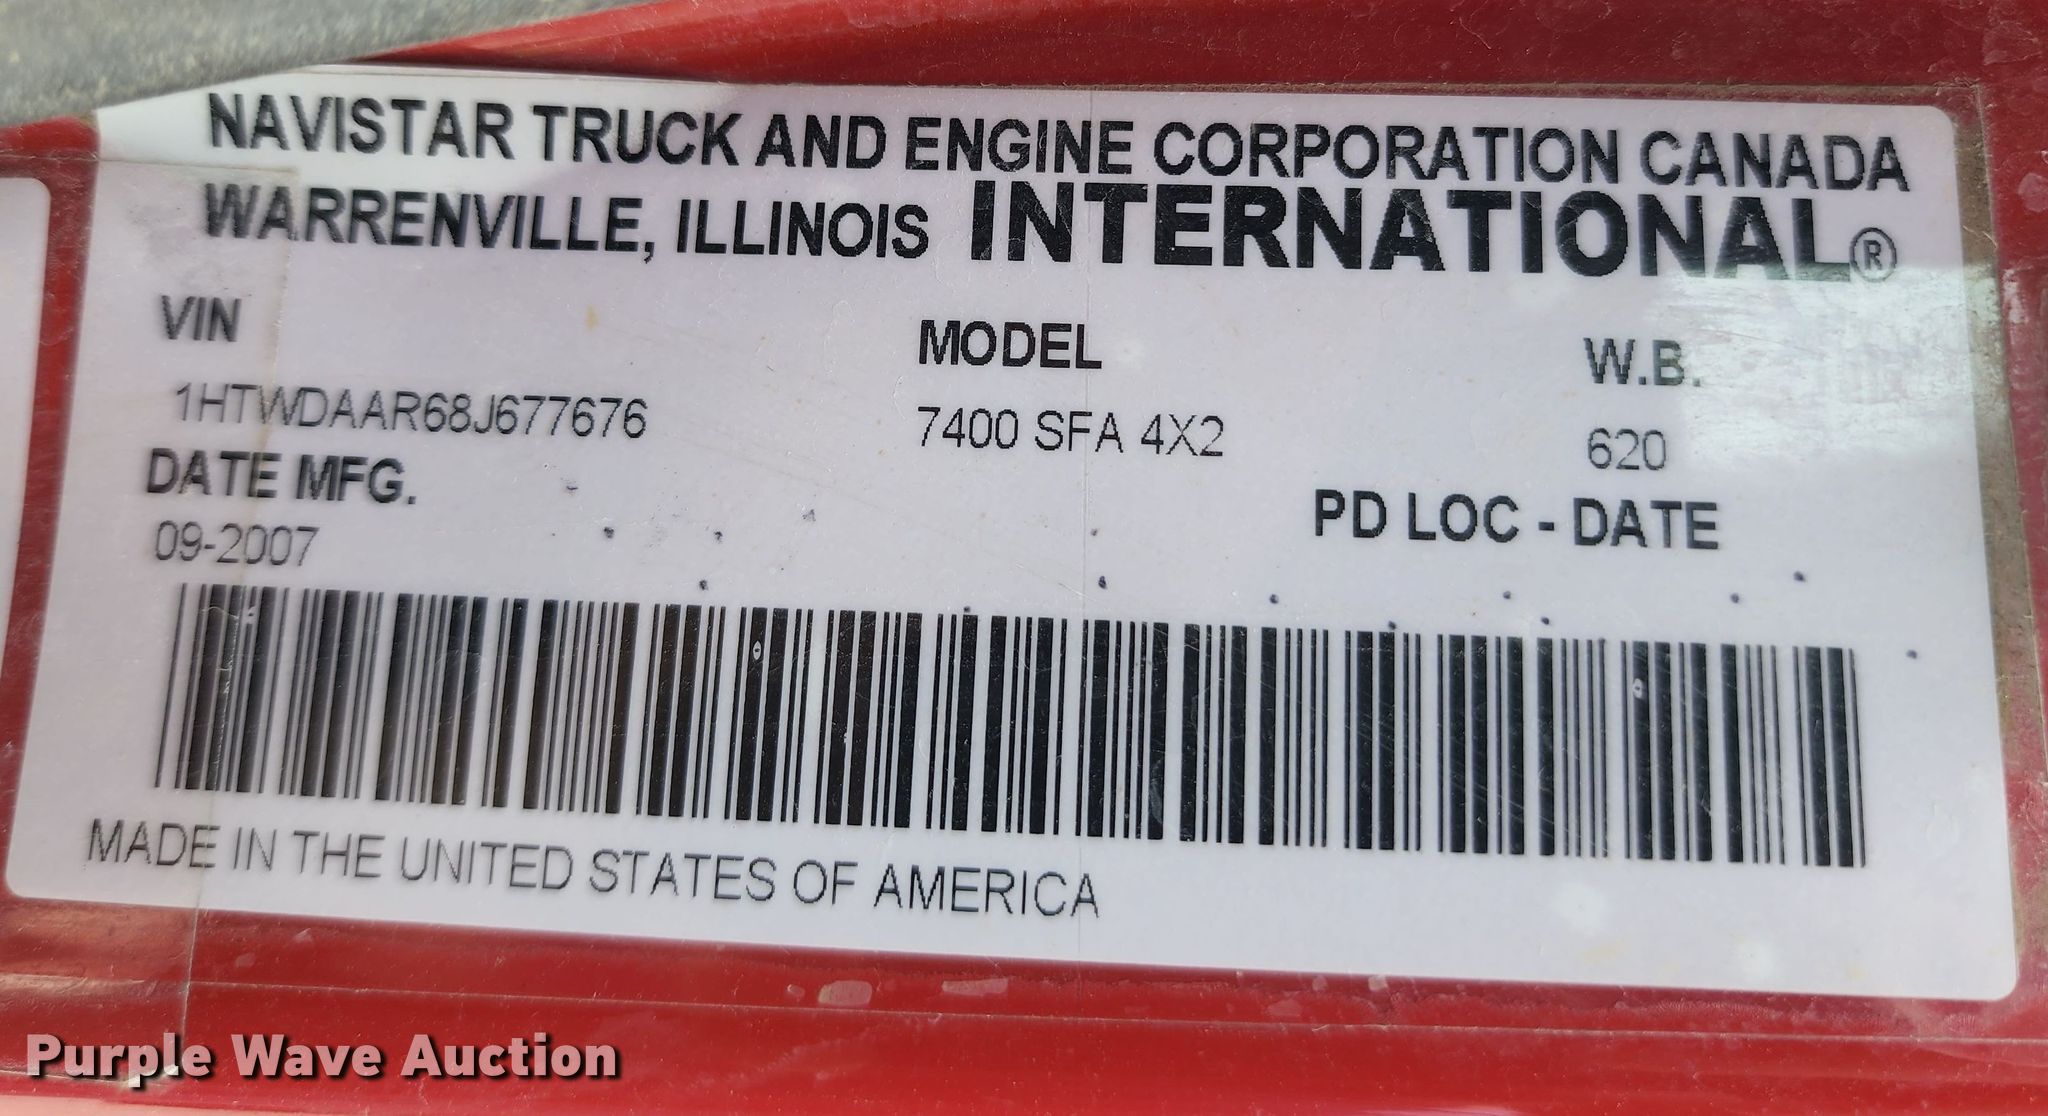 NAVISTAR TRUCK AND ENGINE CORPORATION CANADA
WARRENVILLE, ILLINOIS INTERNATIONAL®
VIN MODEL W.B.
1HTWDAAR68J677676 7400 SFA 4X2 620
DATE MFG. PD LOC - DATE
09-2007
MADE IN THE UNITED STATES OF AMERICA
Purple Wave Auction